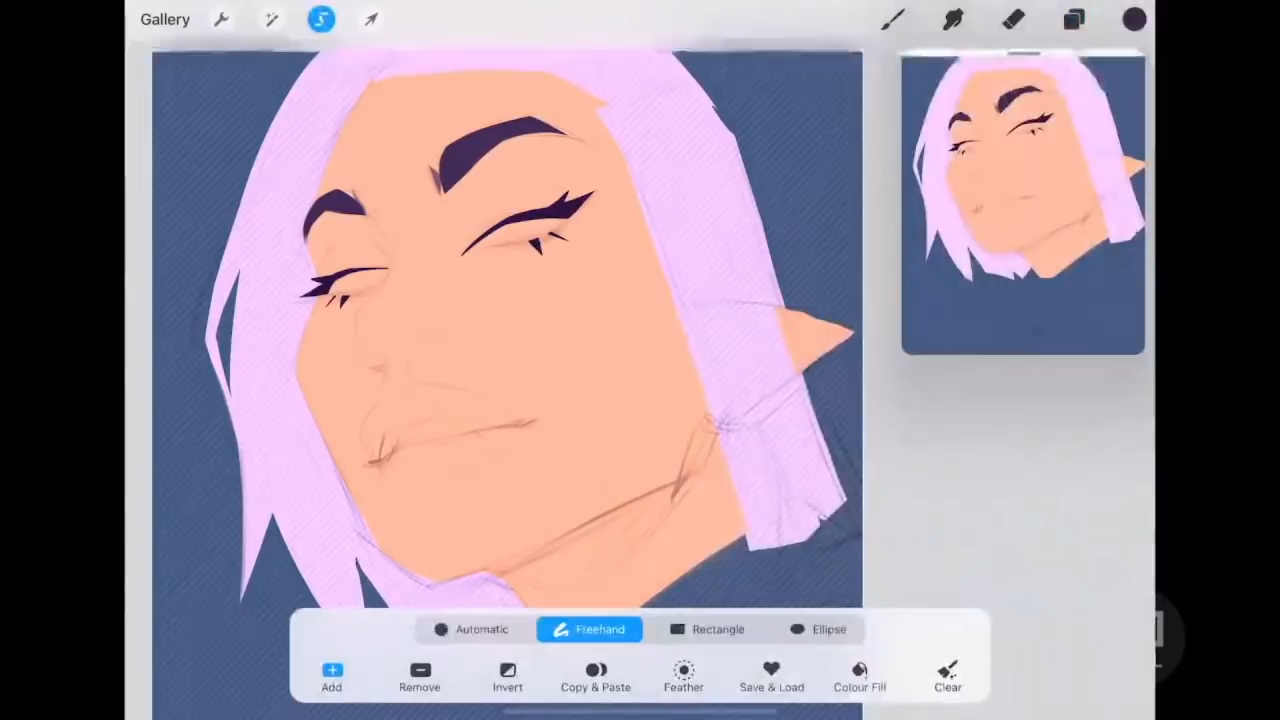 Gallery
Automatic Freehand Rectangle Ellipse
Add Remove Invert Copy & Paste Feather Save & Load Colour Fill Clear